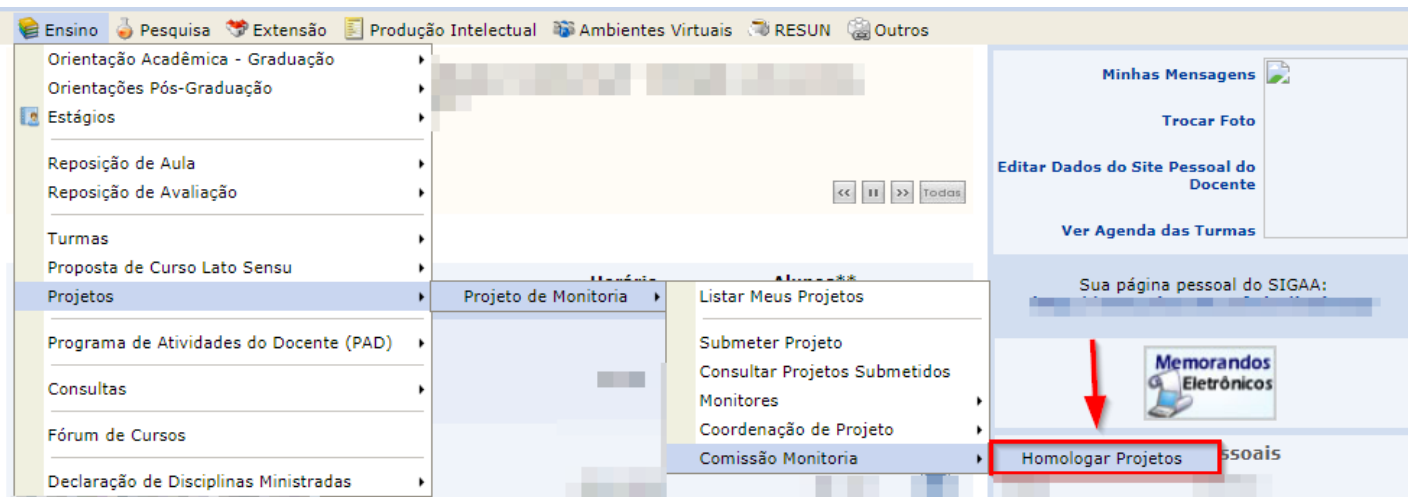 Ensino Pesquisa Extensão Produção Intelectual Ambientes Virtuais RESUN Outros
Orientação Acadêmica - Graduação
Orientações Pós-Graduação
Estágios
Reposição de Aula
Reposição de Avaliação
Turmas
Proposta de Curso Lato Sensu
Projetos
Programa de Atividades do Docente (PAD)
Consultas
Fórum de Cursos
Declaração de Disciplinas Ministradas
<< II >> Todas
Horário Alunos**
Projeto de Monitoria
Listar Meus Projetos
Submeter Projeto
Consultar Projetos Submetidos
Monitores
Coordenação de Projeto
Comissão Monitoria
Homologar Projetos
Minhas Mensagens
Trocar Foto
Editar Dados do Site Pessoal do
Docente
Ver Agenda das Turmas
Sua página pessoal do SIGAA:
Memorandos
Eletrônicos
ssoais